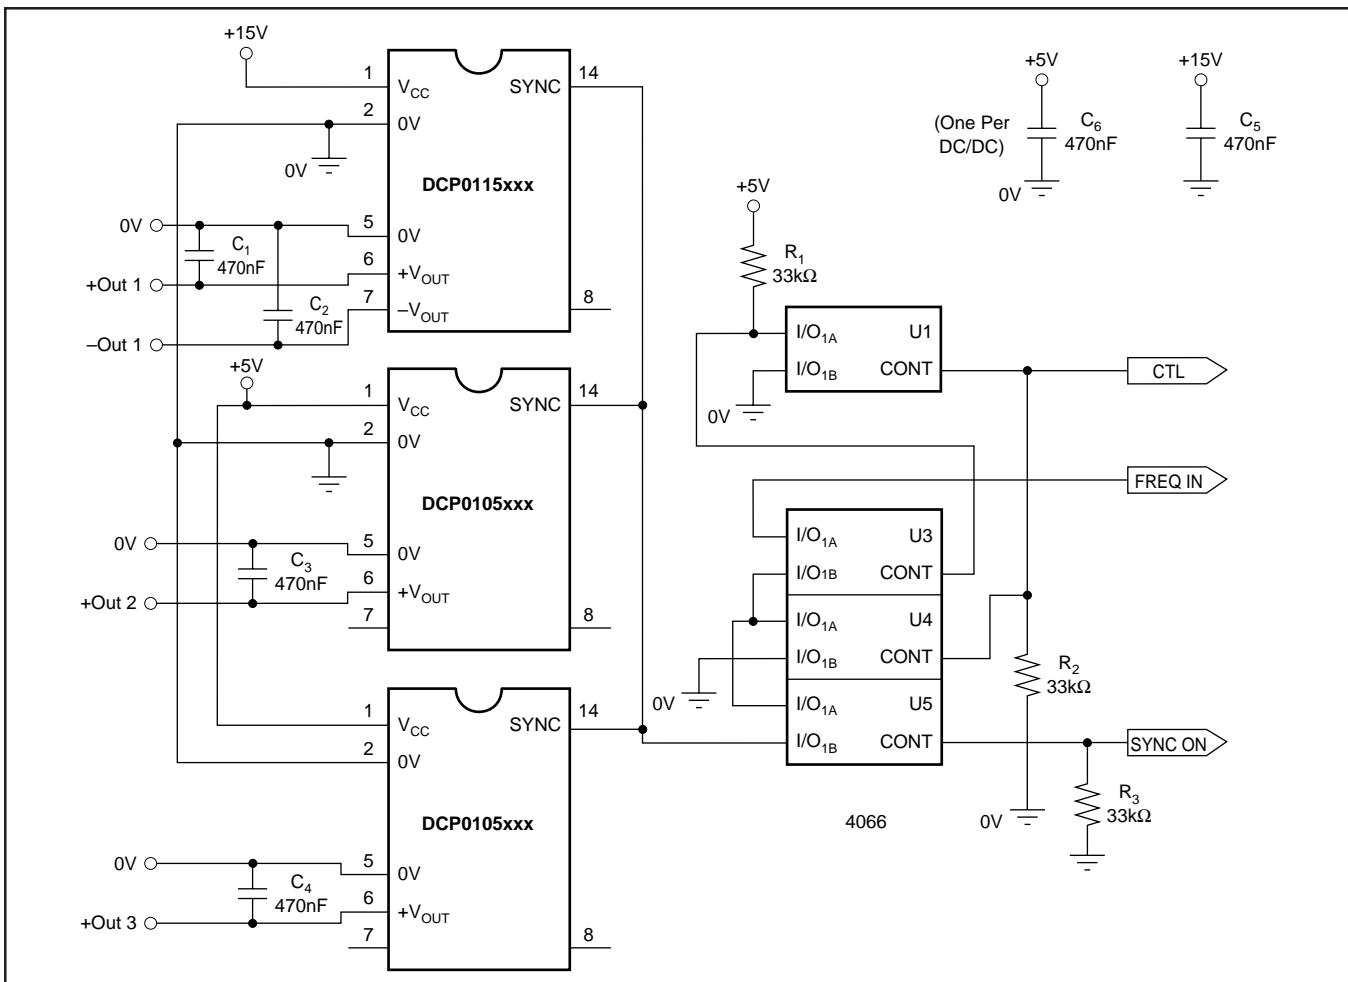 +15V
1
V_CC
SYNC
14
2
0V
0V
DCP0115xxx
0V
5
0V
C_1
470nF
6
+V_OUT
+Out 1
7
–V_OUT
8
C_2
470nF
–Out 1
+5V
1
V_CC
SYNC
14
2
0V
DCP0105xxx
0V
5
0V
C_3
470nF
6
+V_OUT
+Out 2
7
8
1
V_CC
SYNC
14
2
0V
DCP0105xxx
0V
5
0V
C_4
470nF
6
+V_OUT
+Out 3
7
8
+5V
(One Per
DC/DC)
C_6
470nF
0V
+15V
C_5
470nF
+5V
R_1
33kΩ
I/O_1A
U1
I/O_1B
CONT
0V
CTL
FREQ IN
I/O_1A
U3
I/O_1B
CONT
I/O_1A
U4
I/O_1B
CONT
0V
I/O_1A
U5
I/O_1B
CONT
4066
R_2
33kΩ
0V
SYNC ON
R_3
33kΩ